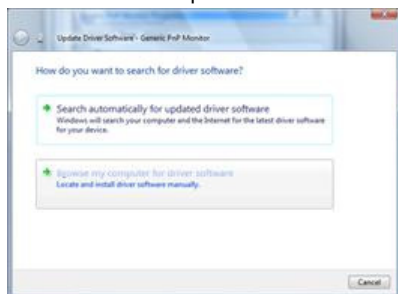 Update Driver Software - Generic PnP Monitor
How do you want to search for driver software?
Search automatically for updated driver software
Windows will search your computer and the Internet for the latest driver software
for your device.
Browse my computer for driver software
Locate and install driver software manually.
Cancel